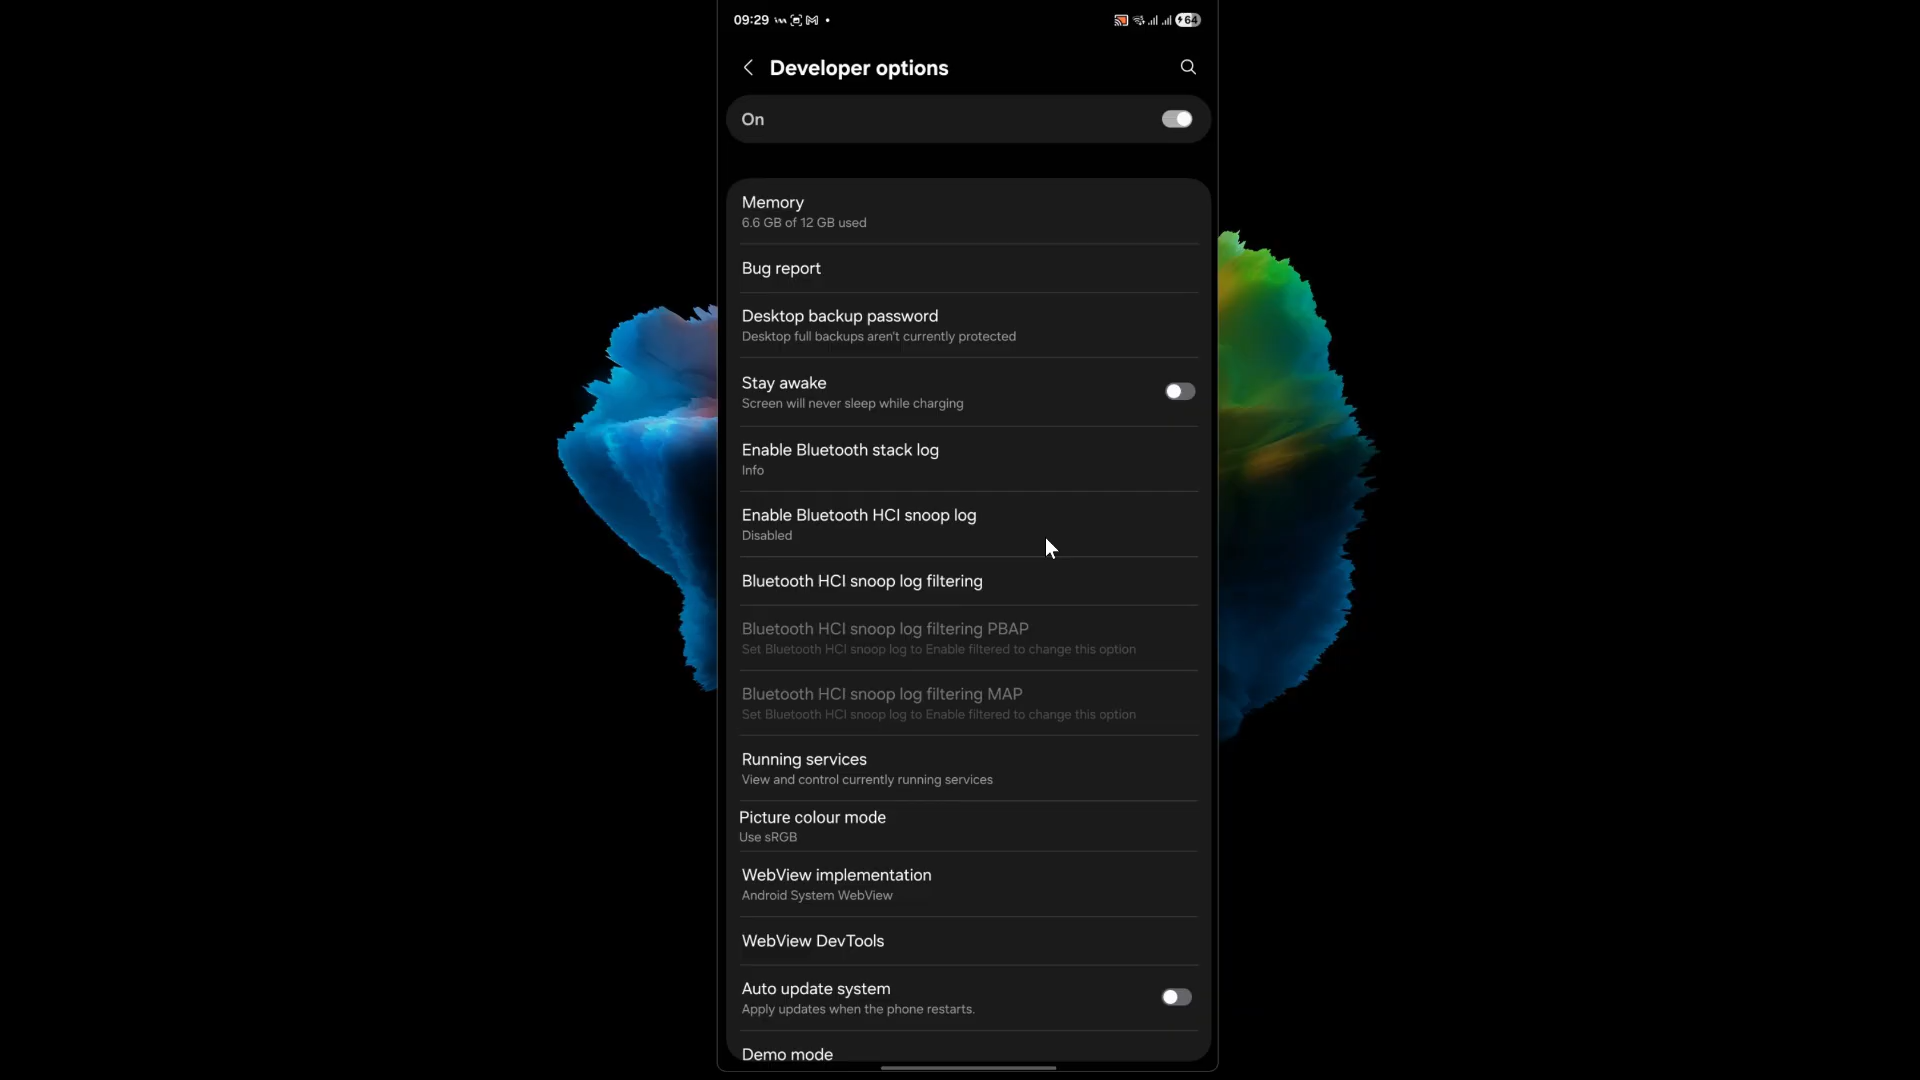 09:29
64
Developer options
On
Memory
6.6 GB of 12 GB used
Bug report
Desktop backup password
Desktop full backups aren't currently protected
Stay awake
Screen will never sleep while charging
Enable Bluetooth stack log
Info
Enable Bluetooth HCI snoop log
Disabled
Bluetooth HCI snoop log filtering
Bluetooth HCI snoop log filtering PBAP
Set Bluetooth HCI snoop log to Enable filtered to change this option
Bluetooth HCI snoop log filtering MAP
Set Bluetooth HCI snoop log to Enable filtered to change this option
Running services
View and control currently running services
Picture colour mode
Use sRGB
WebView implementation
Android System WebView
WebView DevTools
Auto update system
Apply updates when the phone restarts.
Demo mode